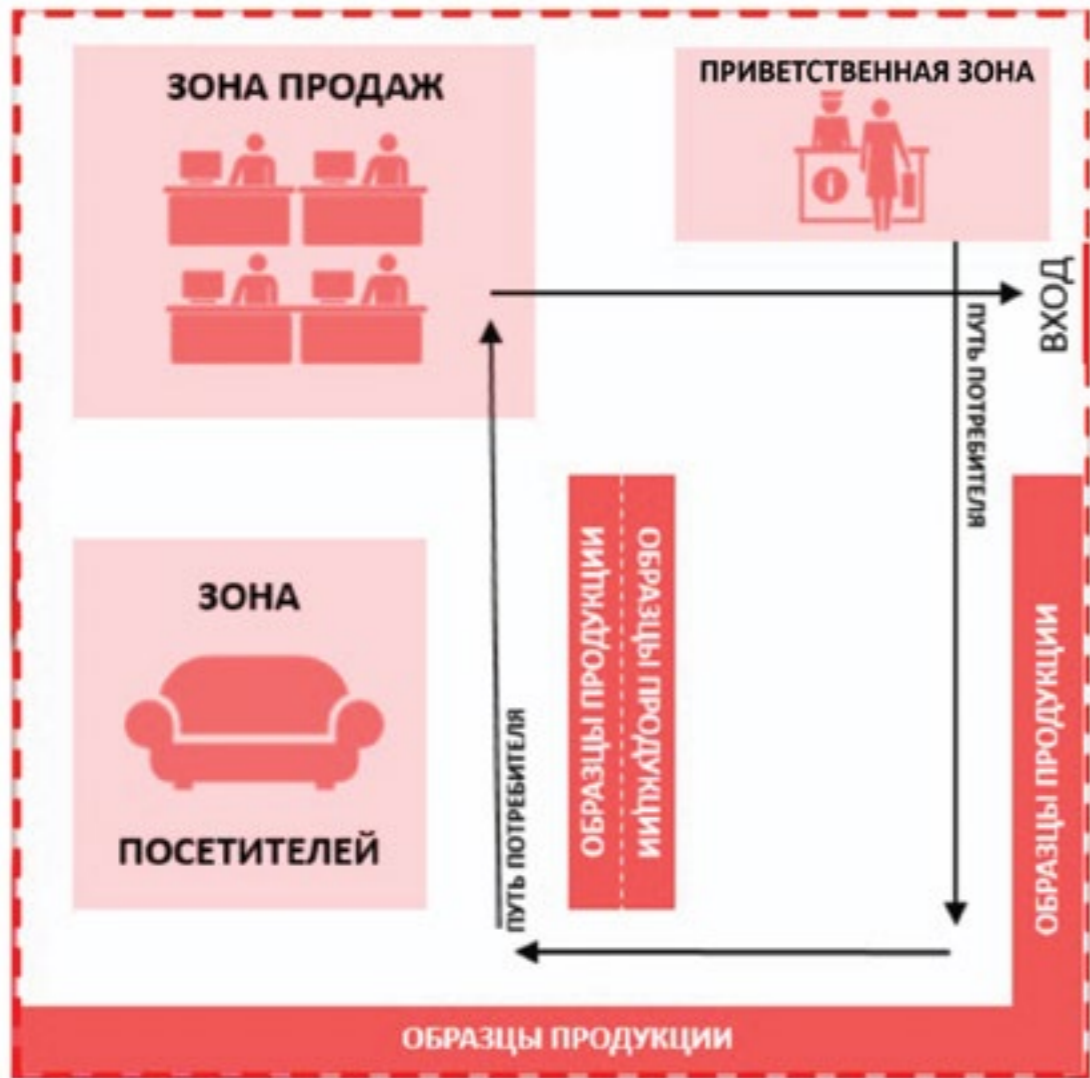 ЗОНА ПРОДАЖ
ПРИВЕТСТВЕННАЯ ЗОНА
ВХОД
ПУТЬ ПОТРЕБИТЕЛЯ
ЗОНА
ПОСЕТИТЕЛЕЙ
ПУТЬ ПОТРЕБИТЕЛЯ
ОБРАЗЦЫ ПРОДУКЦИИ
ОБРАЗЦЫ ПРОДУКЦИИ
ОБРАЗЦЫ ПРОДУКЦИИ
ОБРАЗЦЫ ПРОДУКЦИИ